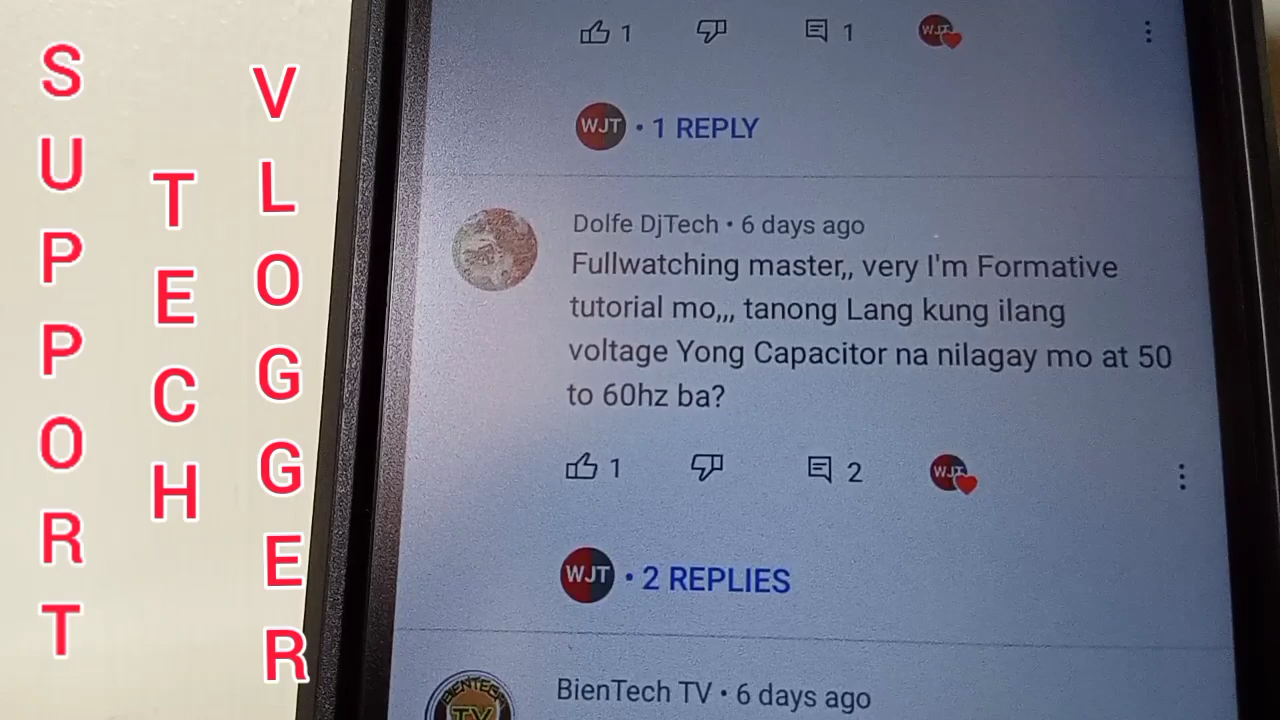 SUPPORT
TECH
VLOGGER
1
1
WJT
WJT • 1 REPLY
Dolfe DjTech • 6 days ago
Fullwatching master,, very I'm Formative
tutorial mo,,, tanong Lang kung ilang
voltage Yong Capacitor na nilagay mo at 50
to 60hz ba?
1
2
WJT
WJT • 2 REPLIES
BienTech TV • 6 days ago
BIENTECH
TV